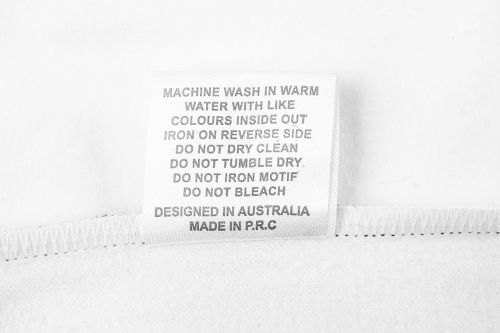 MACHINE WASH IN WARM
WATER WITH LIKE
COLOURS INSIDE OUT
IRON ON REVERSE SIDE
DO NOT DRY CLEAN
DO NOT TUMBLE DRY.
DO NOT IRON MOTIF
DO NOT BLEACH
DESIGNED IN AUSTRALIA
MADE IN P.R.C